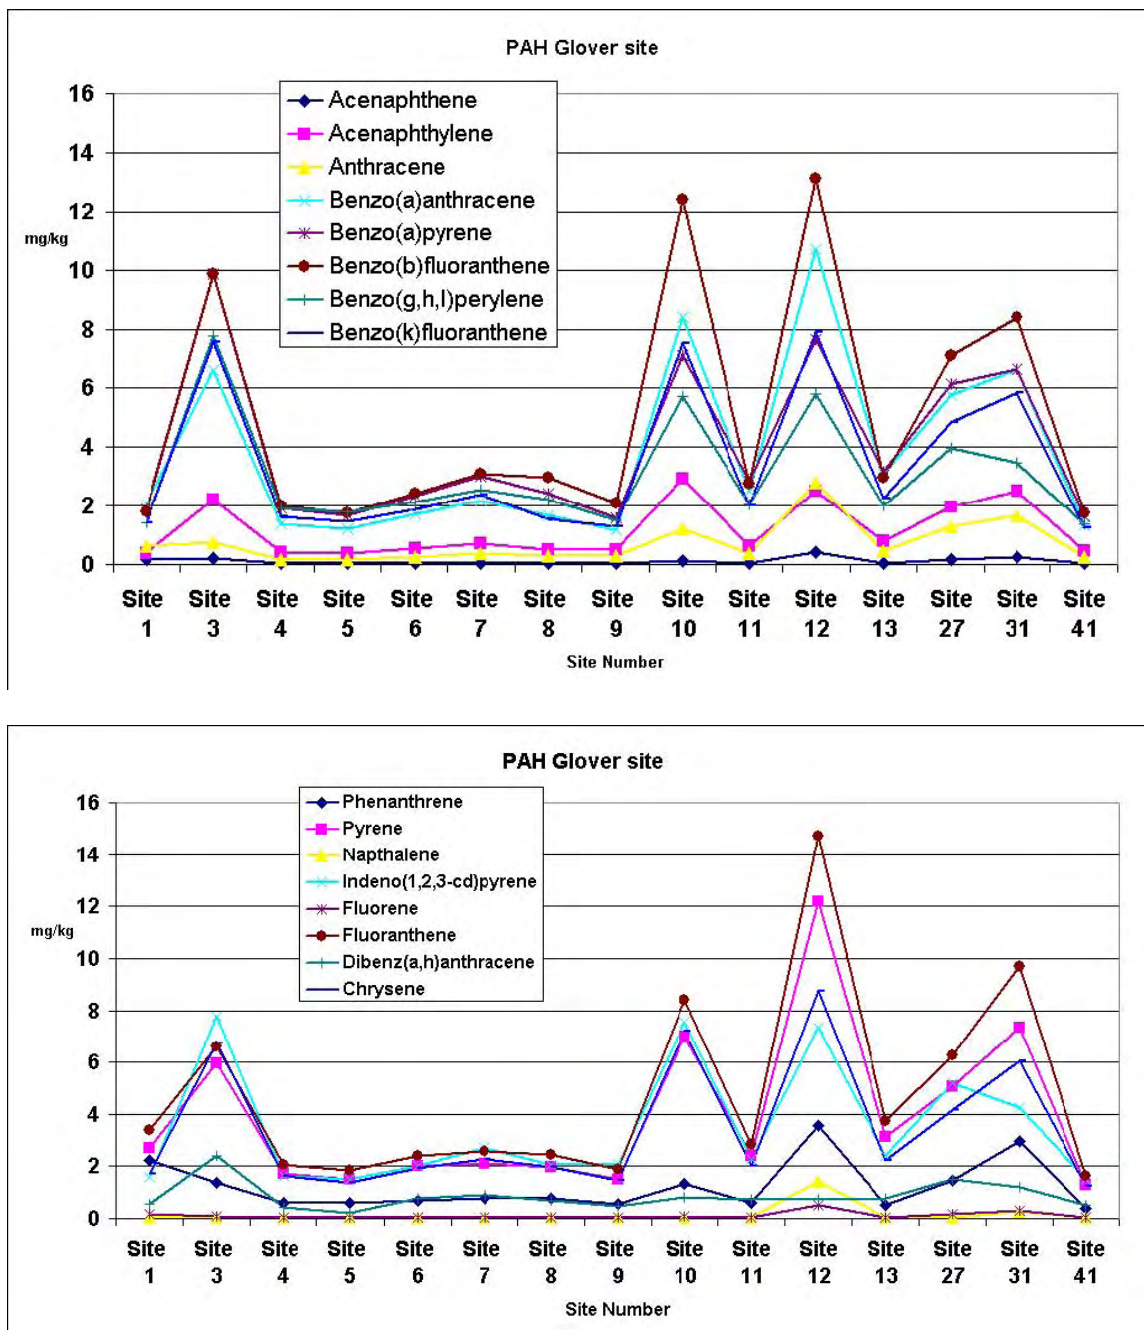 PAH Glover site
16
14
12
10
8
6
4
2
0
mg/kg
Acenaphthene
Acenaphthylene
Anthracene
Benzo(a)anthracene
Benzo(a)pyrene
Benzo(b)fluoranthene
Benzo(g,h,I)perylene
Benzo(k)fluoranthene
Site Site Site Site Site Site Site Site Site Site Site Site Site Site Site
1 3 4 5 6 7 8 9 10 11 12 13 27 31 41
Site Number
PAH Glover site
16
14
12
10
8
6
4
2
0
mg/kg
Phenanthrene
Pyrene
Napthalene
Indeno(1,2,3-cd)pyrene
Fluorene
Fluoranthene
Dibenz(a,h)anthracene
Chrysene
Site Site Site Site Site Site Site Site Site Site Site Site Site Site Site
1 3 4 5 6 7 8 9 10 11 12 13 27 31 41
Site Number